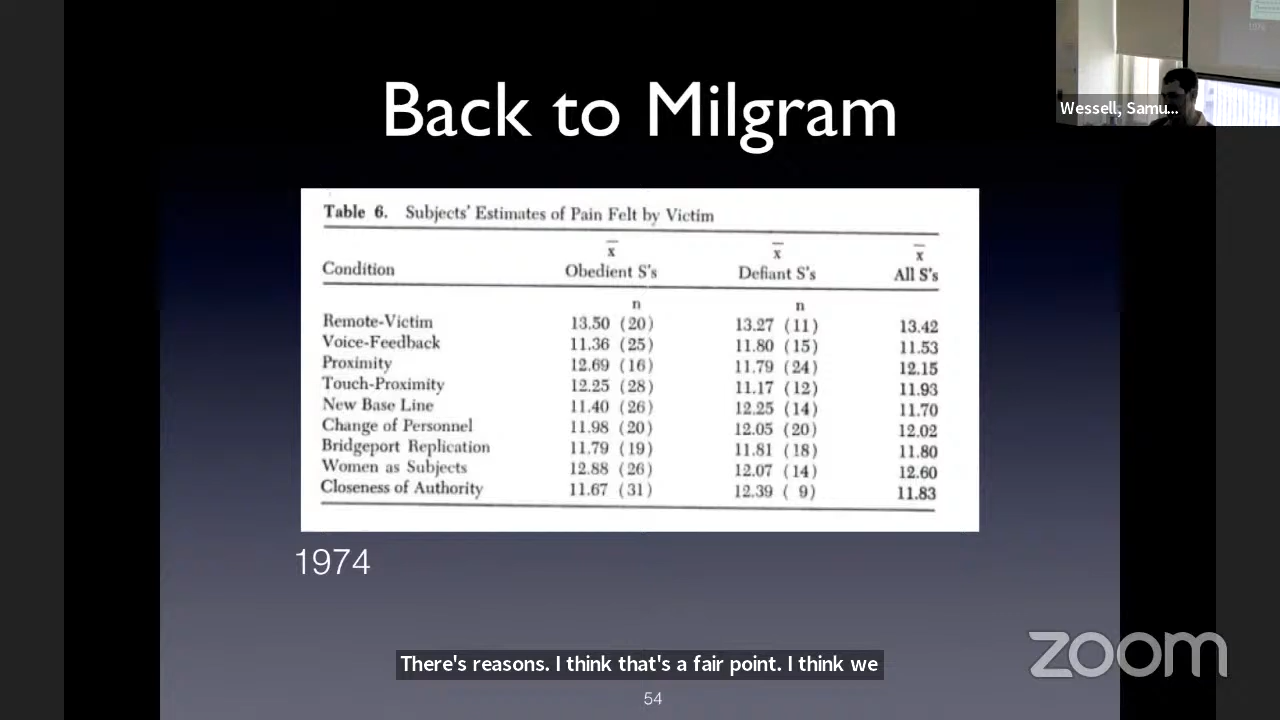 Back to Milgram
Wessell, Samu...
Table 6. Subjects' Estimates of Pain Felt by Victim
x x x
Condition Obedient S's Defiant S's All S's
n n
Remote-Victim 13.50 (20) 13.27 (11) 13.42
Voice-Feedback 11.36 (25) 11.80 (15) 11.53
Proximity 12.69 (16) 11.79 (24) 12.15
Touch-Proximity 12.25 (28) 11.17 (12) 11.93
New Base Line 11.40 (26) 12.25 (14) 11.70
Change of Personnel 11.98 (20) 12.05 (20) 12.02
Bridgeport Replication 11.79 (19) 11.81 (18) 11.80
Women as Subjects 12.88 (26) 12.07 (14) 12.60
Closeness of Authority 11.67 (31) 12.39 ( 9) 11.83
1974
There's reasons. I think that's a fair point. I think we
zoom
54